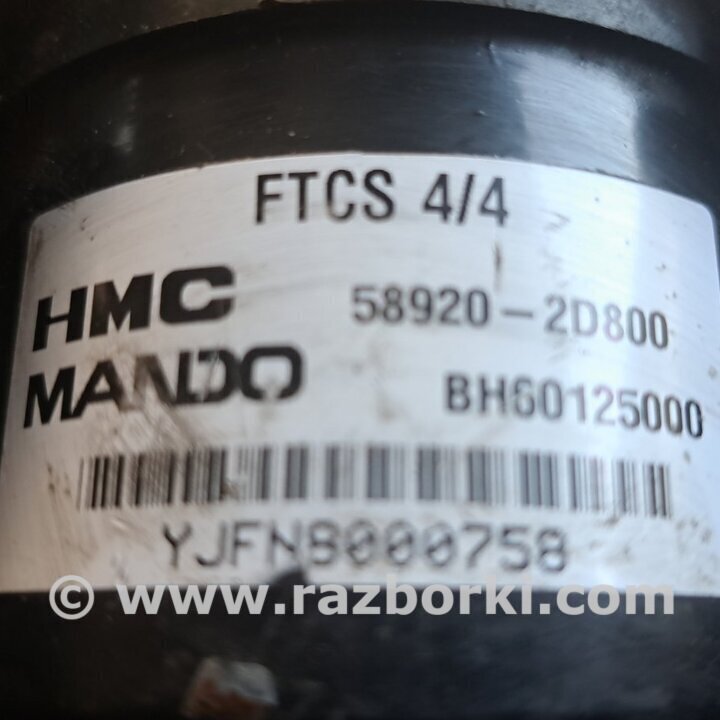 FTCS 4/4
HMC 58920-2D800
MANDO BH60125000
YJFN8000758
© www.razborki.com